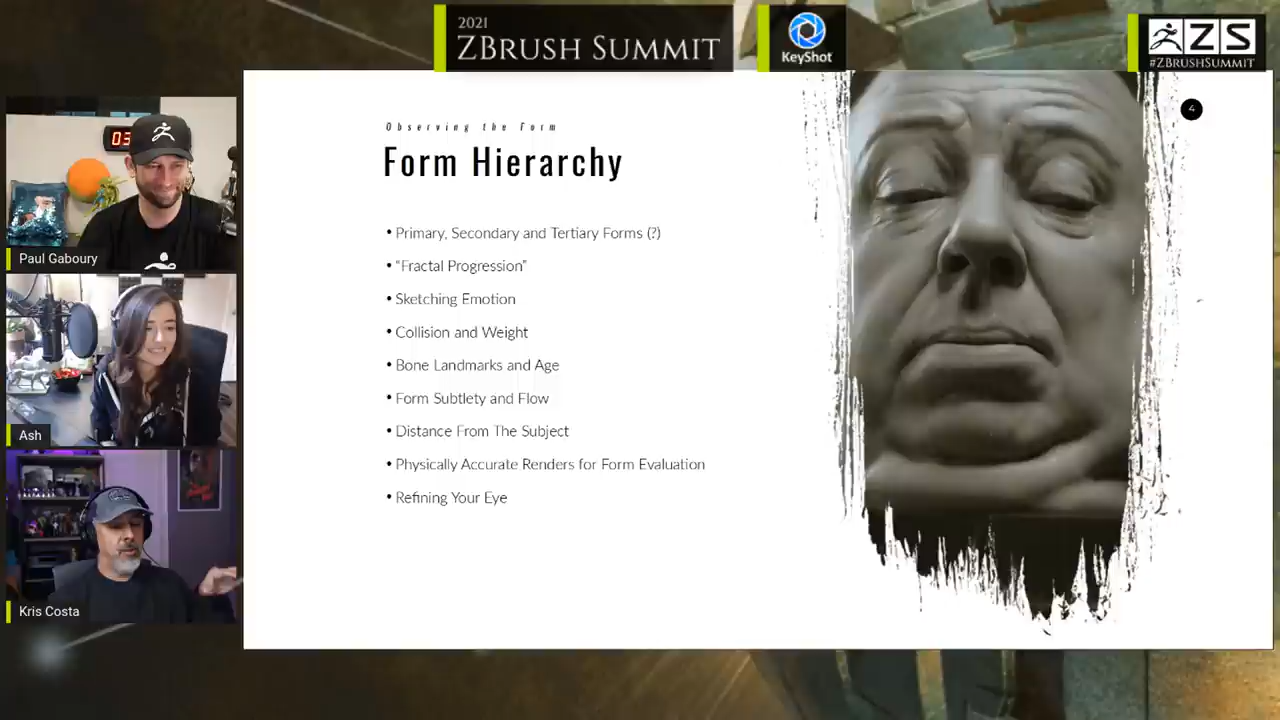 2021
ZBRUSH SUMMIT
KeyShot
ZS
#ZBRUSHSUMMIT
4
Observing the Form
Form Hierarchy
• Primary, Secondary and Tertiary Forms (?)
• “Fractal Progression”
• Sketching Emotion
• Collision and Weight
• Bone Landmarks and Age
• Form Subtlety and Flow
• Distance From The Subject
• Physically Accurate Renders for Form Evaluation
• Refining Your Eye
03
Paul Gaboury
Ash
Kris Costa